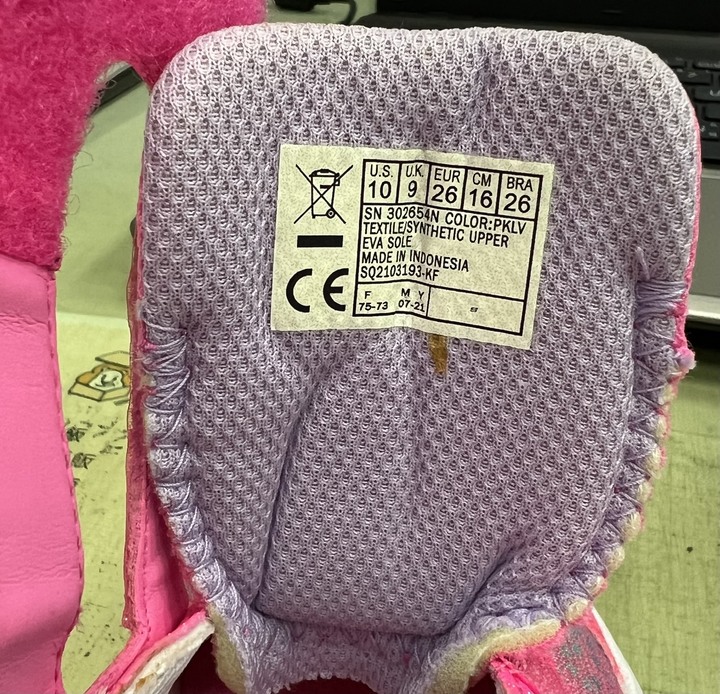 U.S. U.K. EUR CM BRA
10 9 26 16 26
SN 302654N COLOR:PKLV
TEXTILE/SYNTHETIC UPPER
EVA SOLE
MADE IN INDONESIA
SQ2103193-KF
F M Y
75-73 07-21
CE